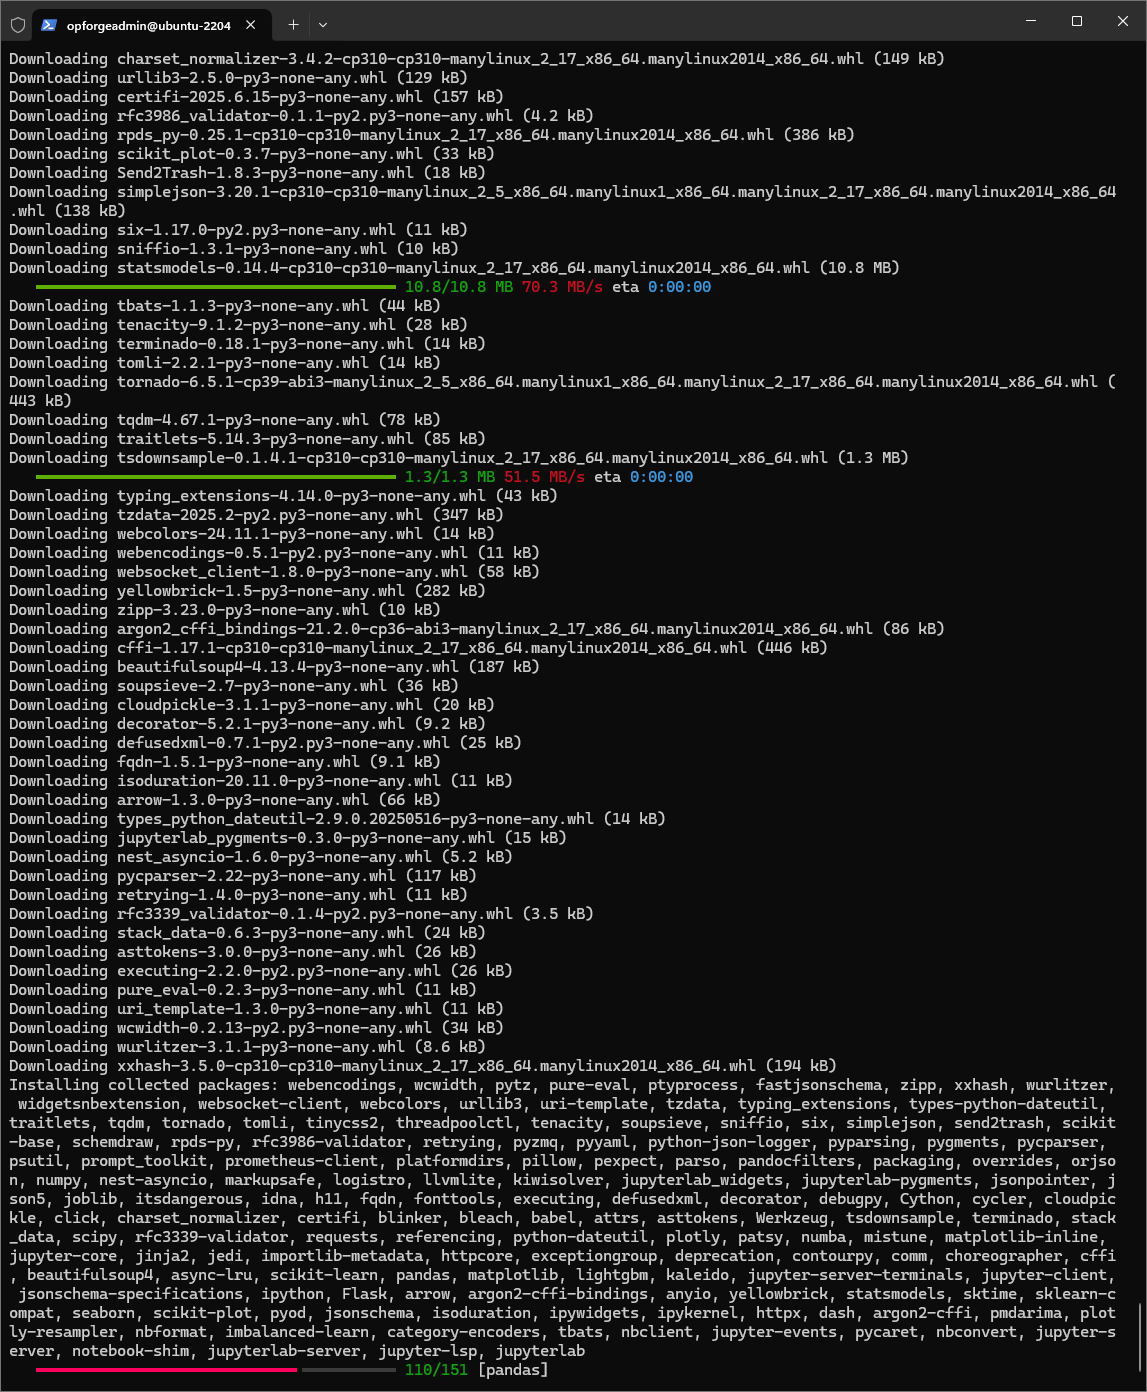 opforgeadmin@ubuntu-2204
Downloading charset_normalizer-3.4.2-cp310-cp310-manylinux_2_17_x86_64.manylinux2014_x86_64.whl (149 kB)
Downloading urllib3-2.5.0-py3-none-any.whl (129 kB)
Downloading certifi-2025.6.15-py3-none-any.whl (157 kB)
Downloading rfc3986_validator-0.1.1-py2.py3-none-any.whl (4.2 kB)
Downloading rpds_py-0.25.1-cp310-cp310-manylinux_2_17_x86_64.manylinux2014_x86_64.whl (386 kB)
Downloading scikit_plot-0.3.7-py3-none-any.whl (33 kB)
Downloading Send2Trash-1.8.3-py3-none-any.whl (18 kB)
Downloading simplejson-3.20.1-cp310-cp310-manylinux_2_5_x86_64.manylinux1_x86_64.manylinux_2_17_x86_64.manylinux2014_x86_64
.whl (138 kB)
Downloading six-1.17.0-py2.py3-none-any.whl (11 kB)
Downloading sniffio-1.3.1-py3-none-any.whl (10 kB)
Downloading statsmodels-0.14.4-cp310-cp310-manylinux_2_17_x86_64.manylinux2014_x86_64.whl (10.8 MB)
10.8/10.8 MB 70.3 MB/s eta 0:00:00
Downloading tbats-1.1.3-py3-none-any.whl (44 kB)
Downloading tenacity-9.1.2-py3-none-any.whl (28 kB)
Downloading terminado-0.18.1-py3-none-any.whl (14 kB)
Downloading tomli-2.2.1-py3-none-any.whl (14 kB)
Downloading tornado-6.5.1-cp39-abi3-manylinux_2_5_x86_64.manylinux1_x86_64.manylinux_2_17_x86_64.manylinux2014_x86_64.whl (
443 kB)
Downloading tqdm-4.67.1-py3-none-any.whl (78 kB)
Downloading traitlets-5.14.3-py3-none-any.whl (85 kB)
Downloading tsdownsample-0.1.4.1-cp310-cp310-manylinux_2_17_x86_64.manylinux2014_x86_64.whl (1.3 MB)
1.3/1.3 MB 51.5 MB/s eta 0:00:00
Downloading typing_extensions-4.14.0-py3-none-any.whl (43 kB)
Downloading tzdata-2025.2-py2.py3-none-any.whl (347 kB)
Downloading webcolors-24.11.1-py3-none-any.whl (14 kB)
Downloading webencodings-0.5.1-py2.py3-none-any.whl (11 kB)
Downloading websocket_client-1.8.0-py3-none-any.whl (58 kB)
Downloading yellowbrick-1.5-py3-none-any.whl (282 kB)
Downloading zipp-3.23.0-py3-none-any.whl (10 kB)
Downloading argon2_cffi_bindings-21.2.0-cp36-abi3-manylinux_2_17_x86_64.manylinux2014_x86_64.whl (86 kB)
Downloading cffi-1.17.1-cp310-cp310-manylinux_2_17_x86_64.manylinux2014_x86_64.whl (446 kB)
Downloading beautifulsoup4-4.13.4-py3-none-any.whl (187 kB)
Downloading soupsieve-2.7-py3-none-any.whl (36 kB)
Downloading cloudpickle-3.1.1-py3-none-any.whl (20 kB)
Downloading decorator-5.2.1-py3-none-any.whl (9.2 kB)
Downloading defusedxml-0.7.1-py2.py3-none-any.whl (25 kB)
Downloading fqdn-1.5.1-py3-none-any.whl (9.1 kB)
Downloading isoduration-20.11.0-py3-none-any.whl (11 kB)
Downloading arrow-1.3.0-py3-none-any.whl (66 kB)
Downloading types_python_dateutil-2.9.0.20250516-py3-none-any.whl (14 kB)
Downloading jupyterlab_pygments-0.3.0-py3-none-any.whl (15 kB)
Downloading nest_asyncio-1.6.0-py3-none-any.whl (5.2 kB)
Downloading pycparser-2.22-py3-none-any.whl (117 kB)
Downloading retrying-1.4.0-py3-none-any.whl (11 kB)
Downloading rfc3339_validator-0.1.4-py2.py3-none-any.whl (3.5 kB)
Downloading stack_data-0.6.3-py3-none-any.whl (24 kB)
Downloading asttokens-3.0.0-py3-none-any.whl (26 kB)
Downloading executing-2.2.0-py2.py3-none-any.whl (26 kB)
Downloading pure_eval-0.2.3-py3-none-any.whl (11 kB)
Downloading uri_template-1.3.0-py3-none-any.whl (11 kB)
Downloading wcwidth-0.2.13-py2.py3-none-any.whl (34 kB)
Downloading wurlitzer-3.1.1-py3-none-any.whl (8.6 kB)
Downloading xxhash-3.5.0-cp310-cp310-manylinux_2_17_x86_64.manylinux2014_x86_64.whl (194 kB)
Installing collected packages: webencodings, wcwidth, pytz, pure-eval, ptyprocess, fastjsonschema, zipp, xxhash, wurlitzer,
widgetsnbextension, websocket-client, webcolors, urllib3, uri-template, tzdata, typing_extensions, types-python-dateutil,
traitlets, tqdm, tornado, tomli, tinycss2, threadpoolctl, tenacity, soupsieve, sniffio, six, simplejson, send2trash, scikit
-base, schemdraw, rpds-py, rfc3986-validator, retrying, pyzmq, pyyaml, python-json-logger, pyparsing, pygments, pycparser,
psutil, prompt_toolkit, prometheus-client, platformdirs, pillow, pexpect, parso, pandocfilters, packaging, overrides, orjso
n, numpy, nest-asyncio, markupsafe, logistro, llvmlite, kiwisolver, jupyterlab_widgets, jupyterlab-pygments, jsonpointer, j
son5, joblib, itsdangerous, idna, h11, fqdn, fonttools, executing, defusedxml, decorator, debugpy, Cython, cycler, cloudpic
kle, click, charset_normalizer, certifi, blinker, bleach, babel, attrs, asttokens, Werkzeug, tsdownsample, terminado, stack
_data, scipy, rfc3339-validator, requests, referencing, python-dateutil, plotly, patsy, numba, mistune, matplotlib-inline,
jupyter-core, jinja2, jedi, importlib-metadata, httpcore, exceptiongroup, deprecation, contourpy, comm, choreographer, cffi
, beautifulsoup4, async-lru, scikit-learn, pandas, matplotlib, lightgbm, kaleido, jupyter-server-terminals, jupyter-client,
jsonschema-specifications, ipython, Flask, arrow, argon2-cffi-bindings, anyio, yellowbrick, statsmodels, sktime, sklearn-c
ompat, seaborn, scikit-plot, pyod, jsonschema, isoduration, ipywidgets, ipykernel, httpx, dash, argon2-cffi, pmdarima, plot
ly-resampler, nbformat, imbalanced-learn, category-encoders, tbats, nbclient, jupyter-events, pycaret, nbconvert, jupyter-s
erver, notebook-shim, jupyterlab-server, jupyter-lsp, jupyterlab
110/151 [pandas]